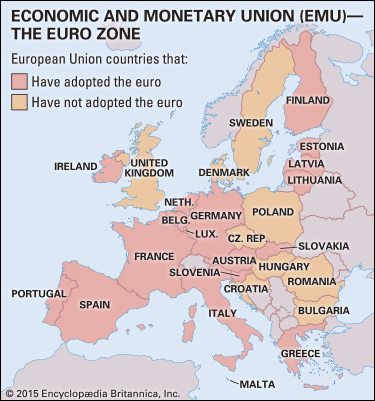 ECONOMIC AND MONETARY UNION (EMU)—
THE EURO ZONE
European Union countries that:
Have adopted the euro
Have not adopted the euro
FINLAND
SWEDEN
ESTONIA
LATVIA
LITHUANIA
IRELAND
UNITED
KINGDOM
DENMARK
NETH.
BELG.
GERMANY
POLAND
LUX.
CZ. REP.
SLOVAKIA
FRANCE
AUSTRIA
SLOVENIA
HUNGARY
CROATIA
ROMANIA
PORTUGAL
SPAIN
ITALY
BULGARIA
GREECE
MALTA
© 2015 Encyclopædia Britannica, Inc.